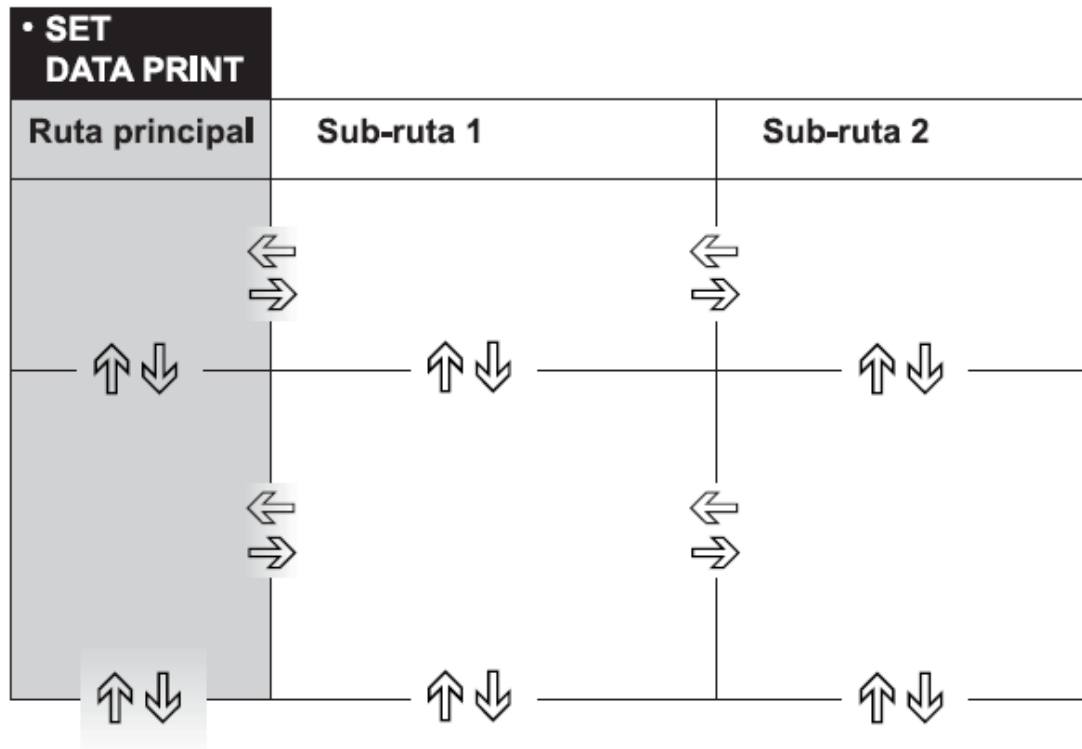 • SET
DATA PRINT
Ruta principal
Sub-ruta 1
Sub-ruta 2